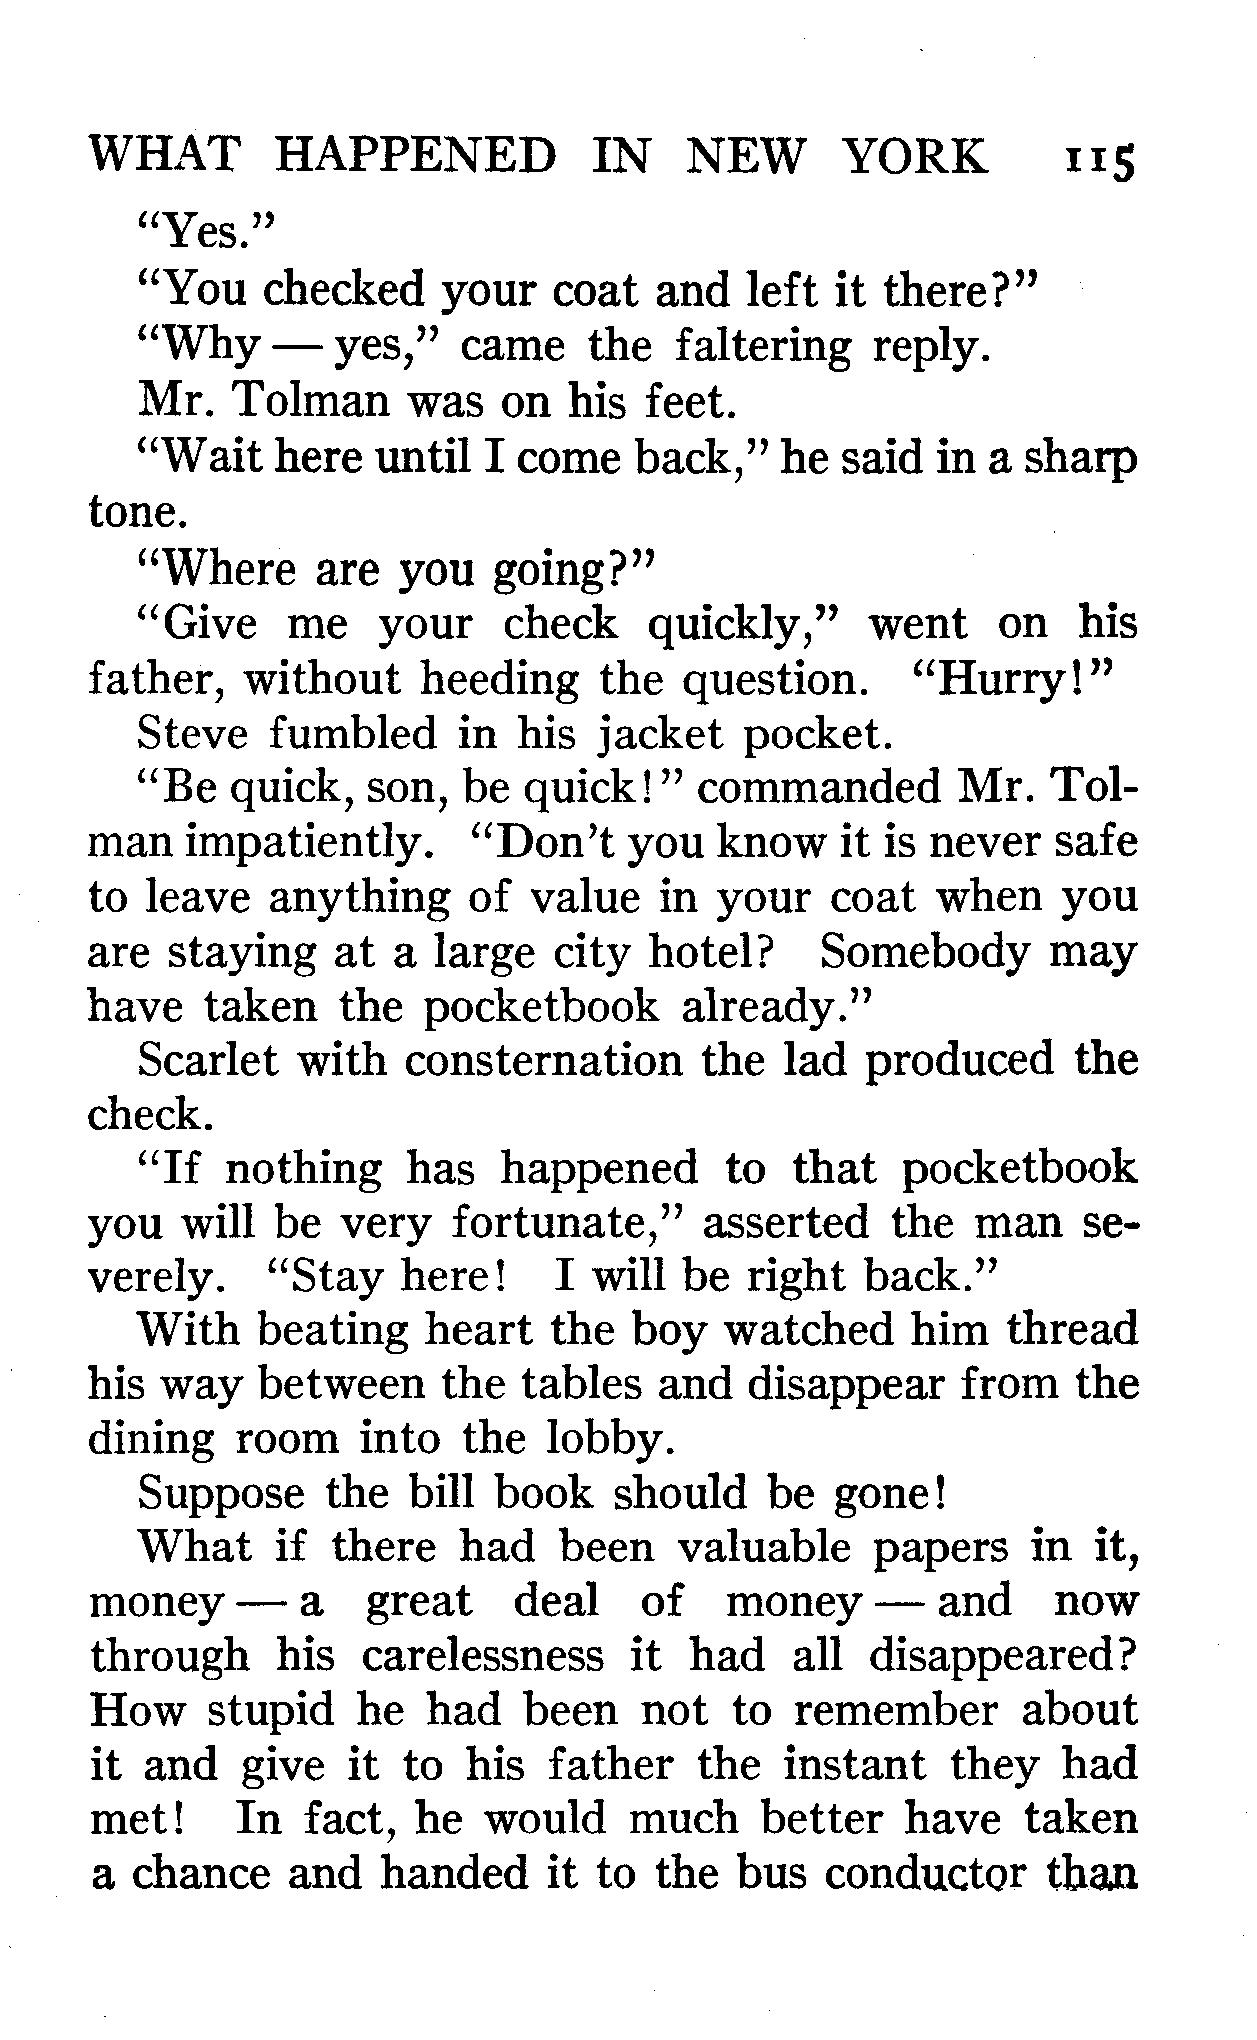 WHAT HAPPENED IN NEW YORK 115
“Yes.”
“You checked your coat and left it there?”
“Why — yes,” came the faltering reply.
Mr. Tolman was on his feet.
“Wait here until I come back,” he said in a sharp
tone.
“Where are you going?”
“Give me your check quickly,” went on his
father, without heeding the question. “Hurry!”
Steve fumbled in his jacket pocket.
“Be quick, son, be quick!” commanded Mr. Tol-
man impatiently. “Don’t you know it is never safe
to leave anything of value in your coat when you
are staying at a large city hotel? Somebody may
have taken the pocketbook already.”
Scarlet with consternation the lad produced the
check.
“If nothing has happened to that pocketbook
you will be very fortunate,” asserted the man se-
verely. “Stay here! I will be right back.”
With beating heart the boy watched him thread
his way between the tables and disappear from the
dining room into the lobby.
Suppose the bill book should be gone!
What if there had been valuable papers in it,
money — a great deal of money — and now
through his carelessness it had all disappeared?
How stupid he had been not to remember about
it and give it to his father the instant they had
met! In fact, he would much better have taken
a chance and handed it to the bus conductor than